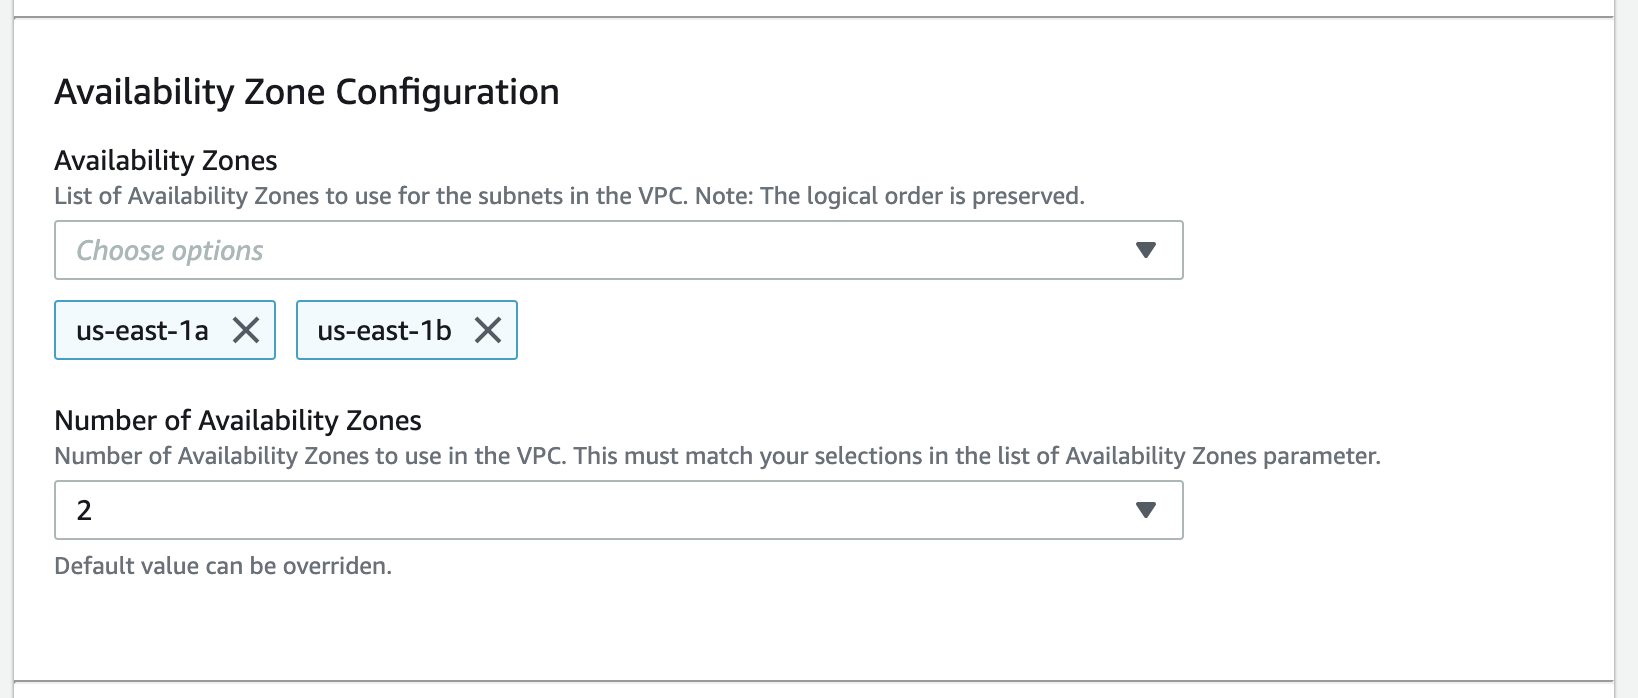 Availability Zone Configuration
Availability Zones
List of Availability Zones to use for the subnets in the VPC. Note: The logical order is preserved.
Choose options
us-east-1a us-east-1b
Number of Availability Zones
Number of Availability Zones to use in the VPC. This must match your selections in the list of Availability Zones parameter.
2
Default value can be overriden.